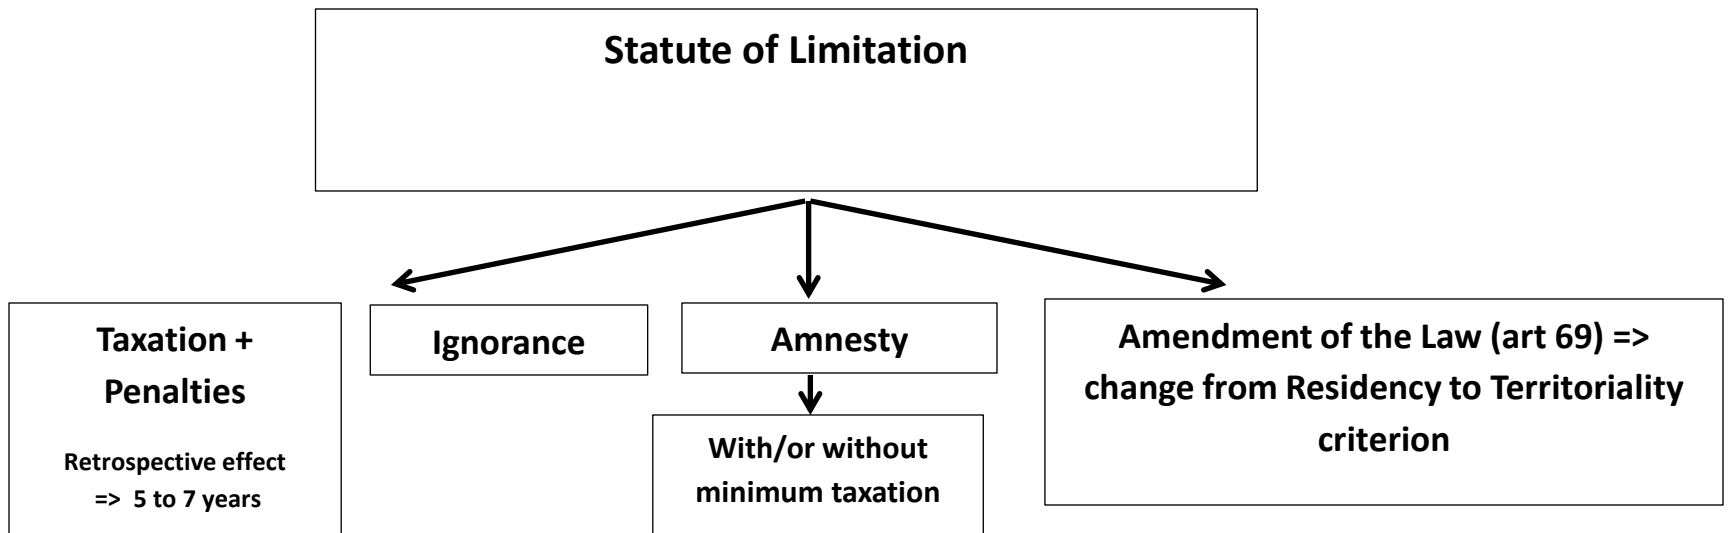 Statute of Limitation
Taxation +
Penalties
Retrospective effect
=> 5 to 7 years
Ignorance
Amnesty
With/or without
minimum taxation
Amendment of the Law (art 69) =>
change from Residency to Territoriality
criterion